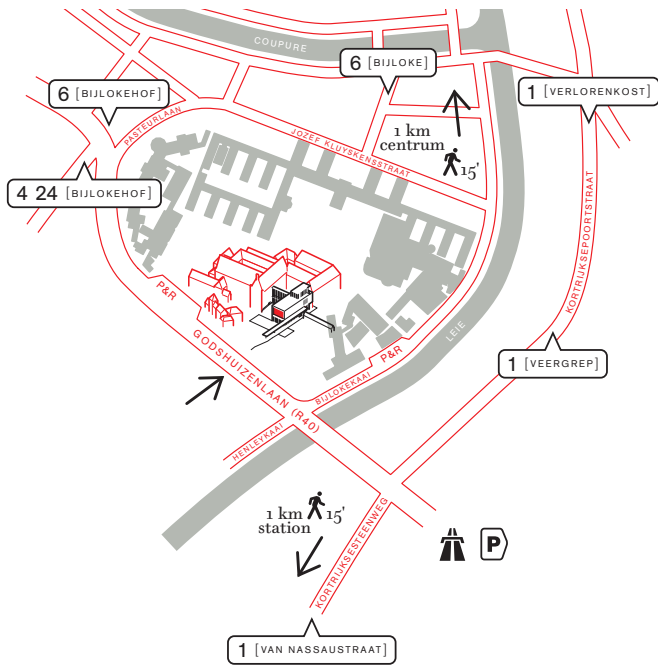 COUPURE
6 [BIJLOKE]
6 [BIJLOKEHOF]
1 [VERLORENKOST]
PASTEURLAAN
1 km
centrum
15'
JOZEF KLUYSKENSSTRAAT
4 24 [BIJLOKEHOF]
KORTRIJKSEPOORTSTRAAT
P&R
GODSHUIZENLAAN (R40)
LEIE
P&R
1 [VEERGREP]
BIJLOKEKAAI
HENLEYKAAI
1 km
station
15'
P
KORTRIJKSESTEENWEG
1 [VAN NASSAUSTRAAT]